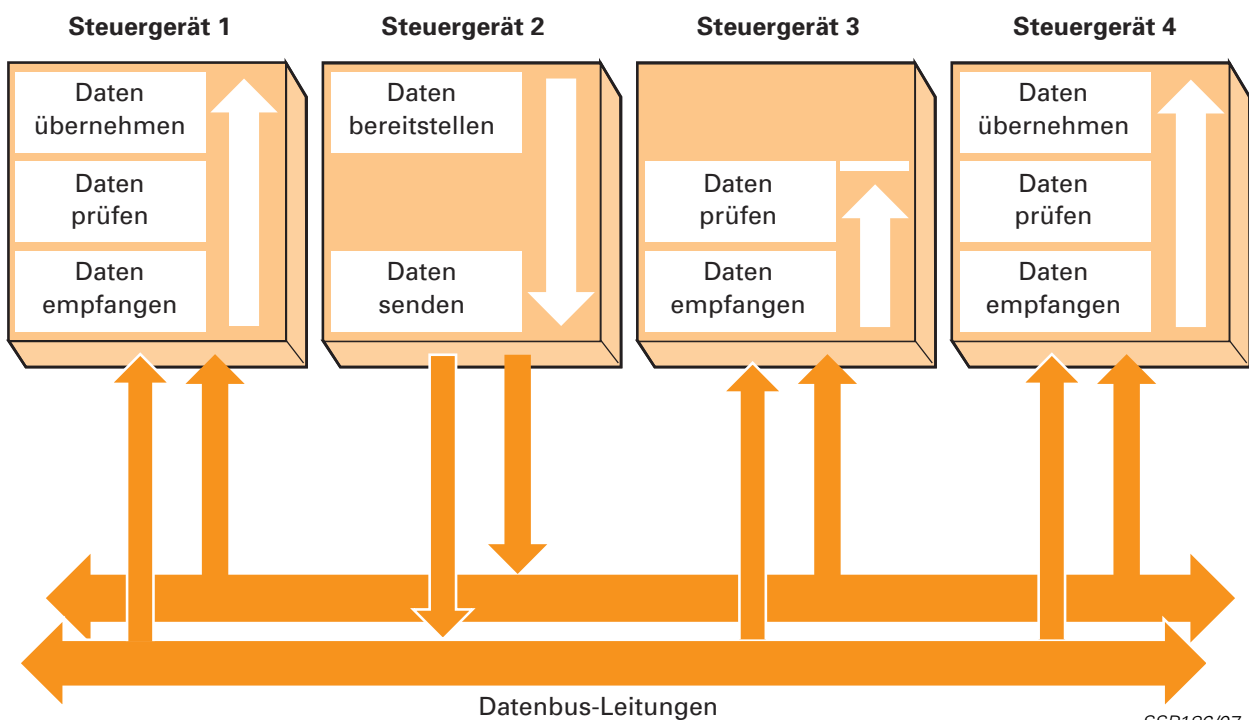 Steuergerät 1
Steuergerät 2
Steuergerät 3
Steuergerät 4
Daten
übernehmen
Daten
prüfen
Daten
empfangen
Daten
bereitstellen
Daten
senden
Daten
prüfen
Daten
empfangen
Daten
übernehmen
Daten
prüfen
Daten
empfangen
Datenbus-Leitungen